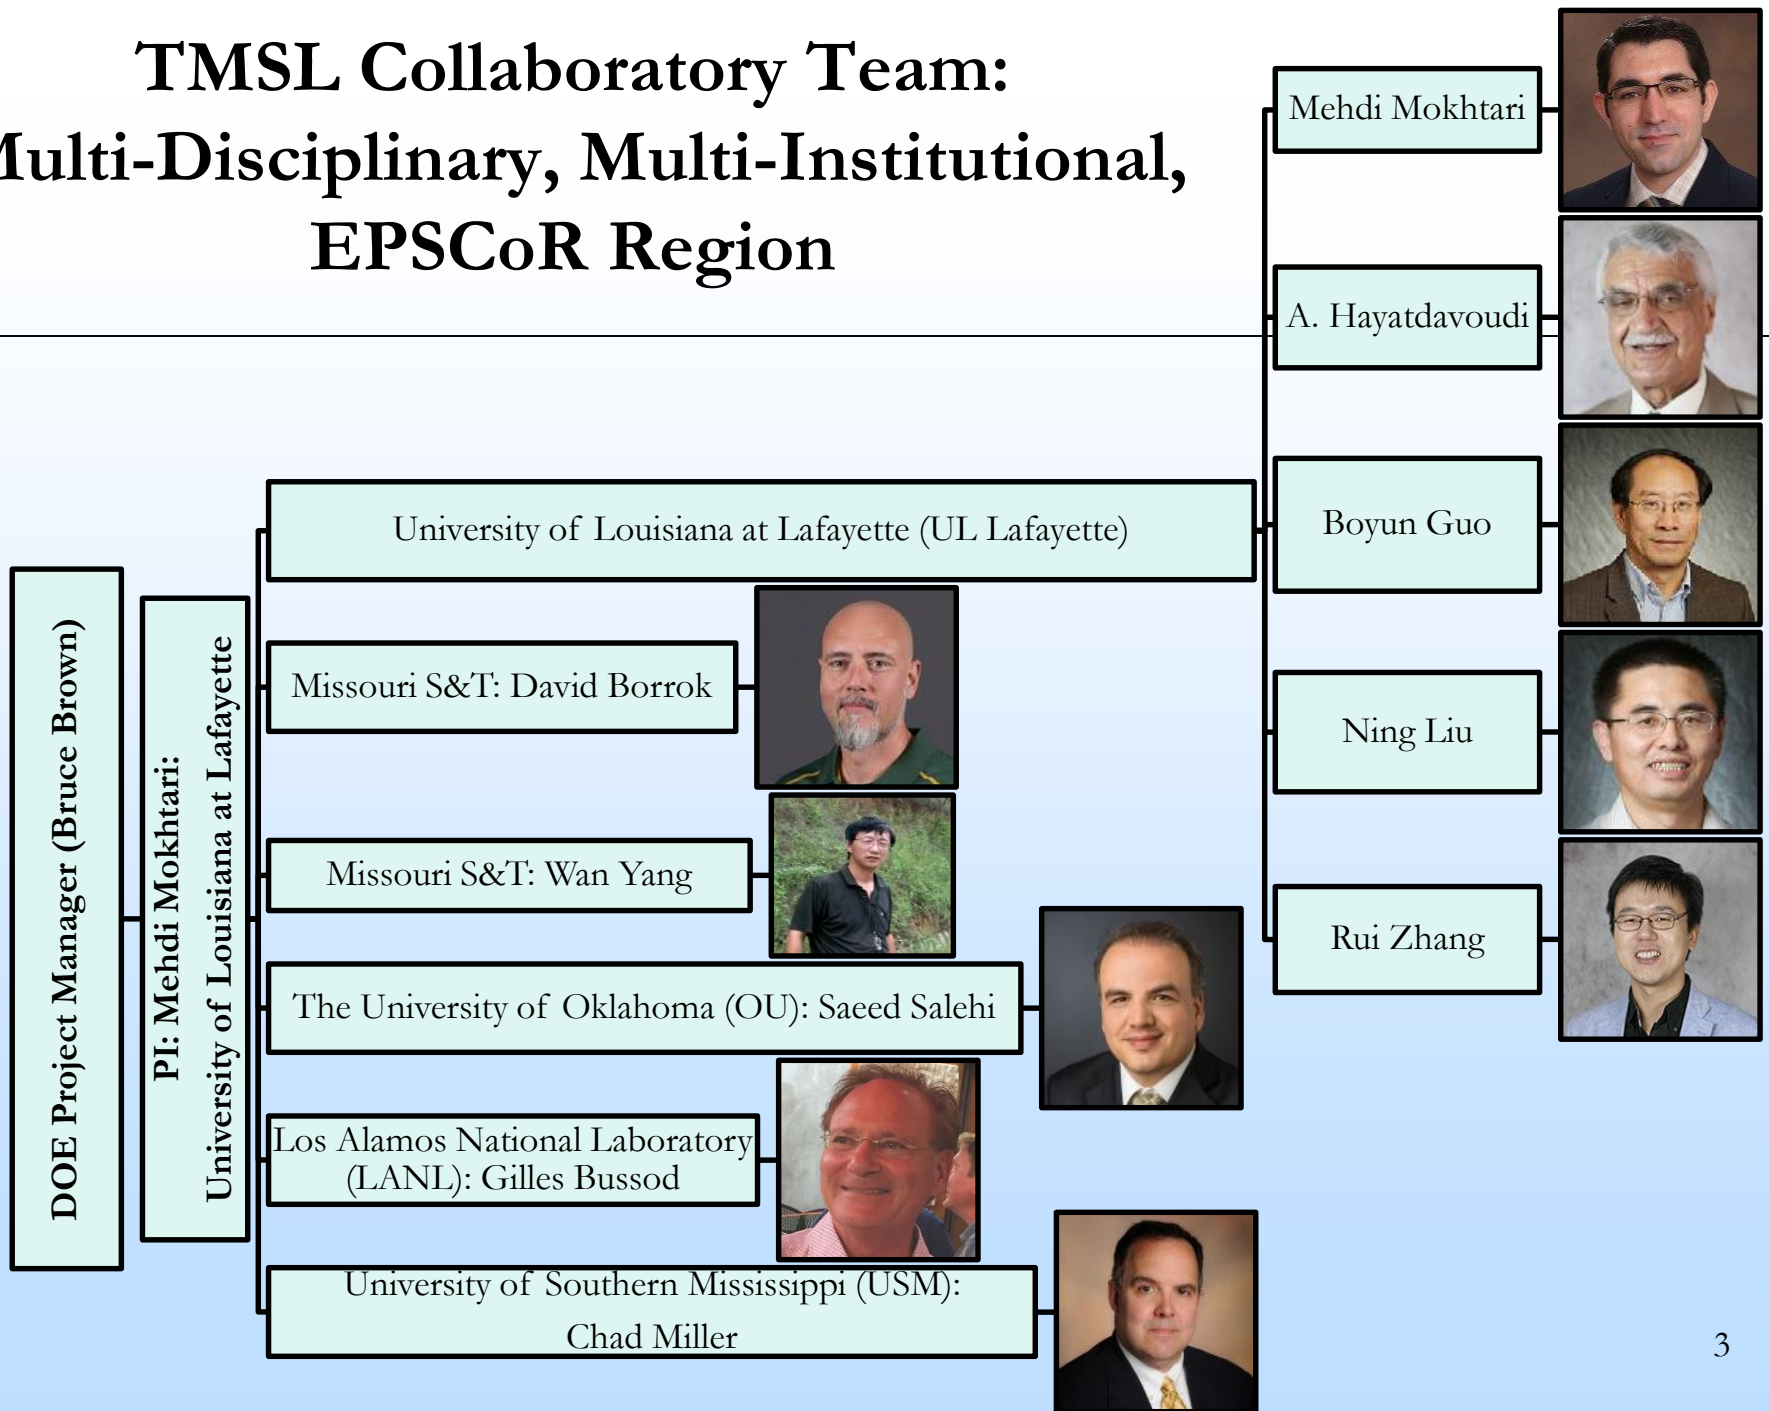 TMSL Collaboratory Team:
Multi-Disciplinary, Multi-Institutional,
EPSCoR Region
DOE Project Manager (Bruce Brown)
PI: Mehdi Mokhtari:
University of Louisiana at Lafayette
University of Louisiana at Lafayette (UL Lafayette)
Missouri S&T: David Borrok
Missouri S&T: Wan Yang
The University of Oklahoma (OU): Saeed Salehi
Los Alamos National Laboratory
(LANL): Gilles Bussod
University of Southern Mississippi (USM):
Chad Miller
Mehdi Mokhtari
A. Hayatdavoudi
Boyun Guo
Ning Liu
Rui Zhang
3